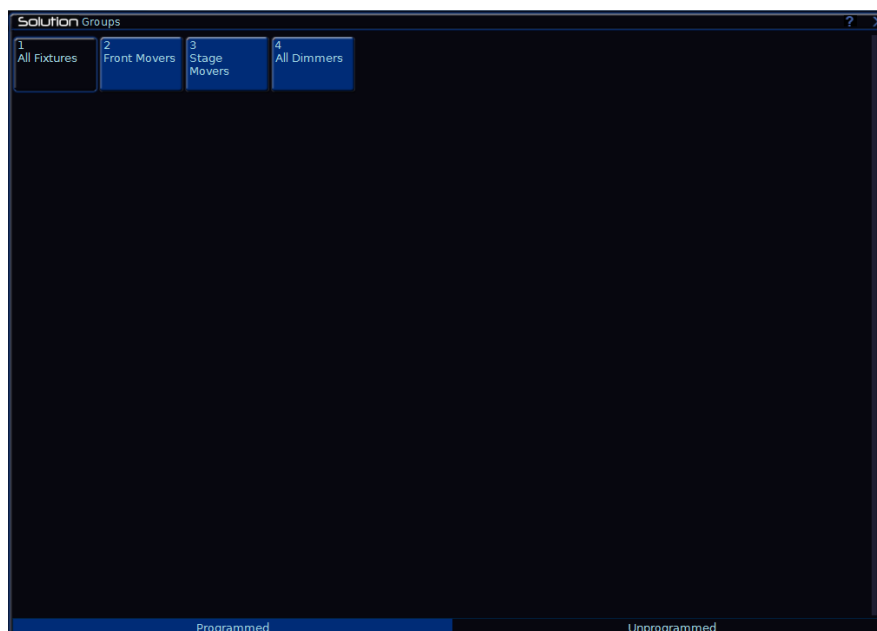 Solution Groups ? X
1
All Fixtures
2
Front Movers
3
Stage
Movers
4
All Dimmers
Programmed
Unprogrammed